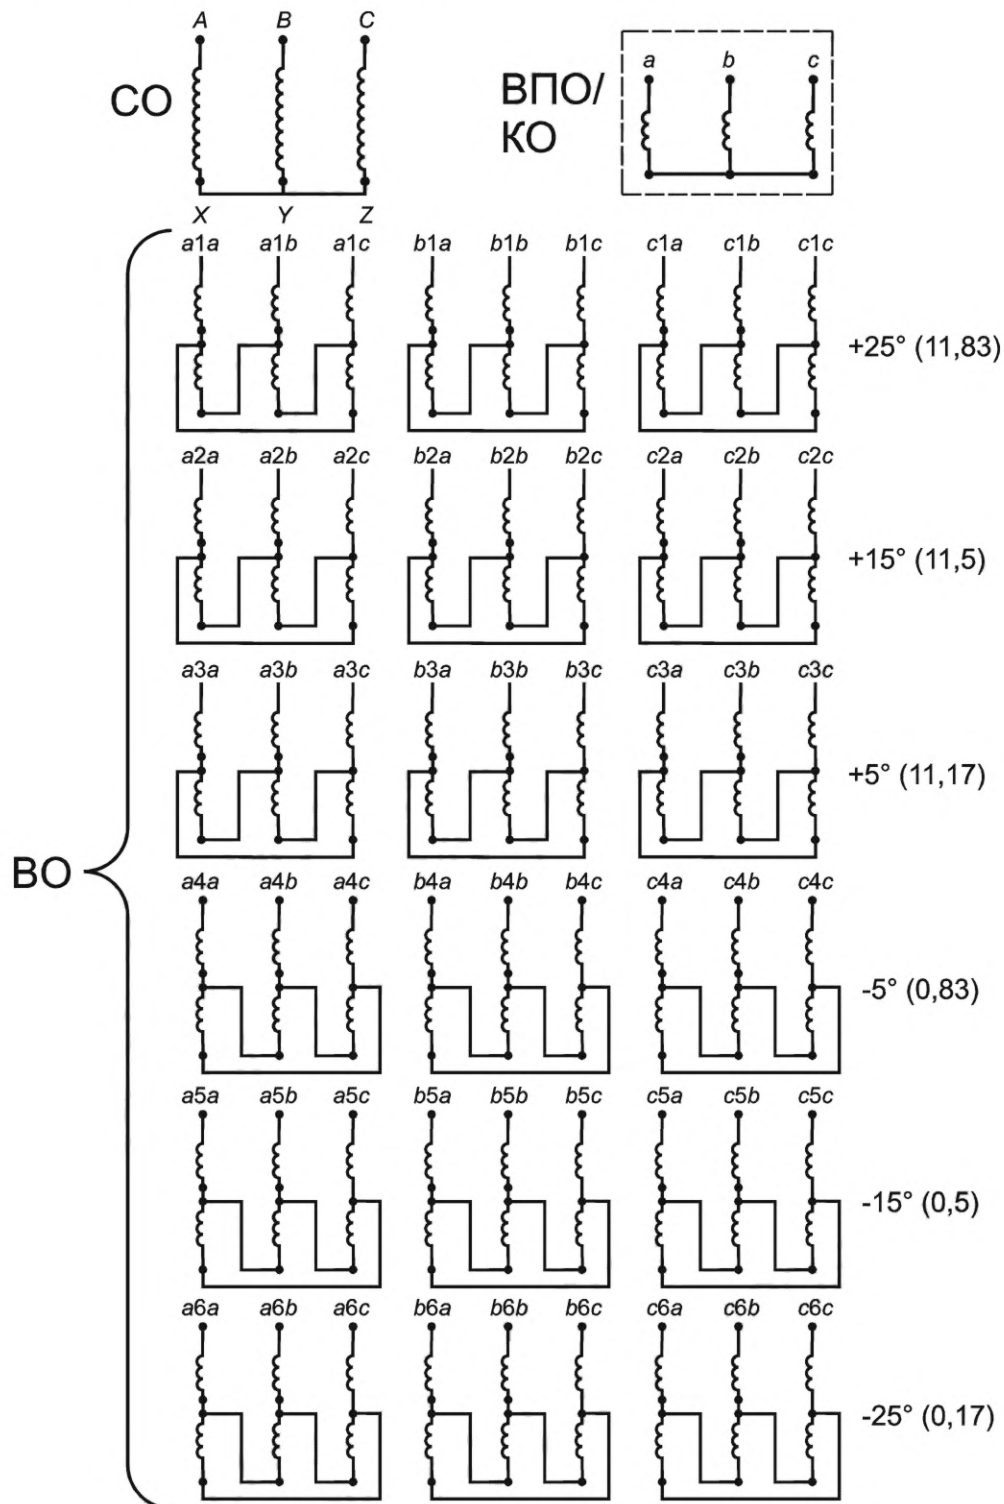 A B C
СО
ВПО/
КО
a b c
X Y Z
a1a a1b a1c b1a b1b b1c c1a c1b c1c
+25° (11,83)
a2a a2b a2c b2a b2b b2c c2a c2b c2c
+15° (11,5)
a3a a3b a3c b3a b3b b3c c3a c3b c3c
+5° (11,17)
ВО
a4a a4b a4c b4a b4b b4c c4a c4b c4c
-5° (0,83)
a5a a5b a5c b5a b5b b5c c5a c5b c5c
-15° (0,5)
a6a a6b a6c b6a b6b b6c c6a c6b c6c
-25° (0,17)